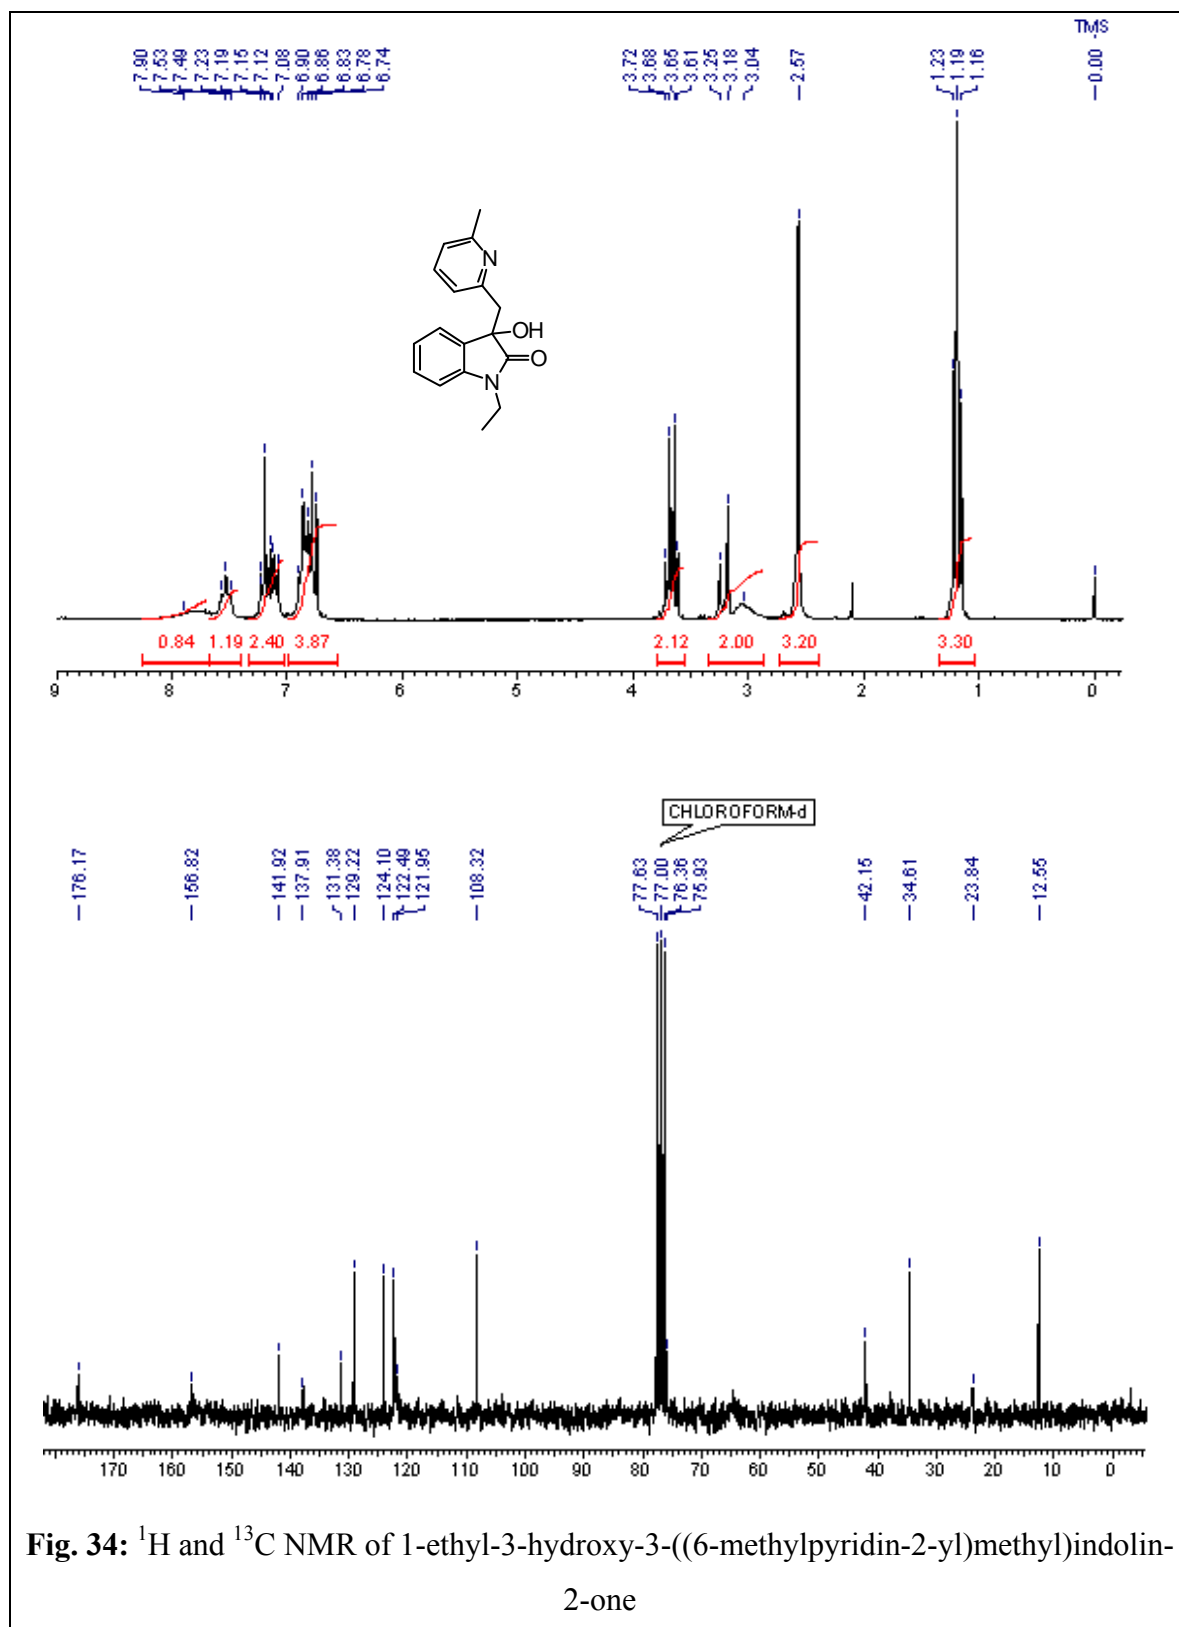 TMS
7.90 7.53 7.49 7.23 7.19 7.15 7.12 7.08 6.90 6.86 6.83 6.78 6.74 3.72 3.68 3.65 3.61 3.25 3.18 3.04 2.57 1.23 1.19 1.16 0.00
N
OH
O
N
0.84 1.19 2.40 3.87 2.12 2.00 3.20 3.30
9 8 7 6 5 4 3 2 1 0
CHLOROFORM-d
176.17 156.82 141.92 137.91 131.38 129.22 124.10 122.49 121.95 108.32 77.63 77.00 76.36 75.93 42.15 34.61 23.84 12.55
170 160 150 140 130 120 110 100 90 80 70 60 50 40 30 20 10 0
Fig. 34: ¹H and ¹³C NMR of 1-ethyl-3-hydroxy-3-((6-methylpyridin-2-yl)methyl)indolin-
2-one